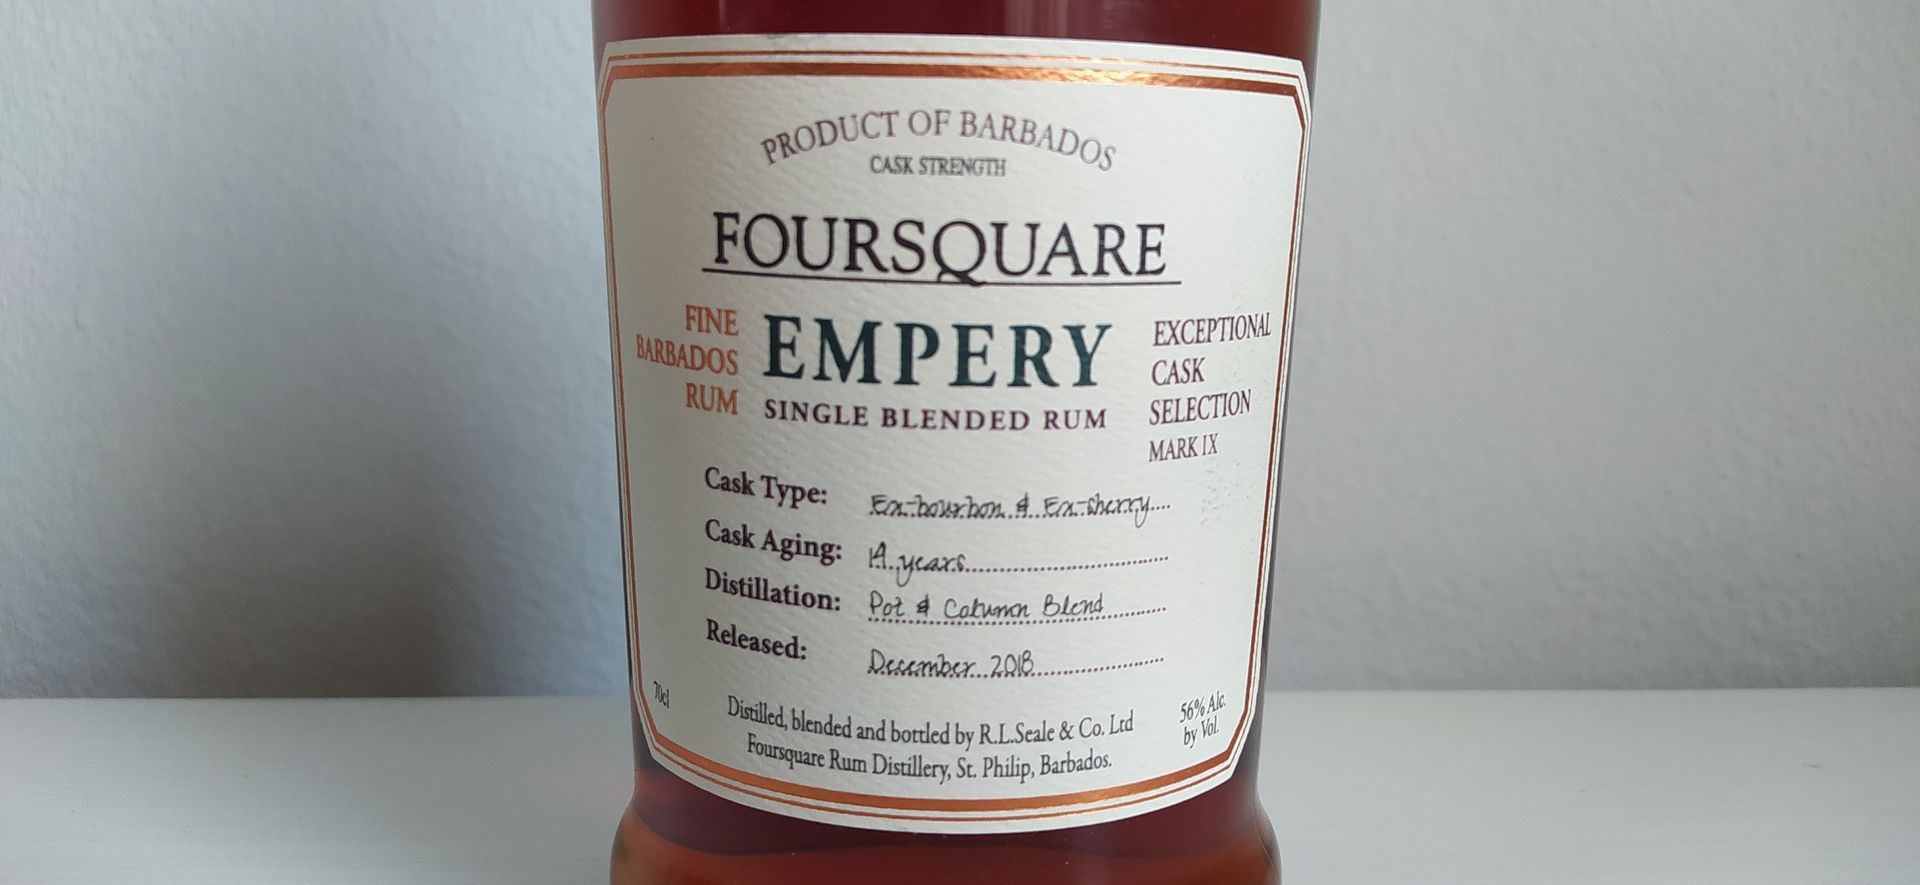 PRODUCT OF BARBADOS
CASK STRENGTH
FOURSQUARE
FINE
BARBADOS
RUM
EMPERY
SINGLE BLENDED RUM
EXCEPTIONAL
CASK
SELECTION
MARK IX
Cask Type: Ex-bourbon & Ex-sherry
Cask Aging: 14 years
Distillation: Pot & Column Blend
Released: December 2018
70cl
Distilled, blended and bottled by R.L.Seale & Co. Ltd
Foursquare Rum Distillery, St. Philip, Barbados.
56% Alc.
by Vol.